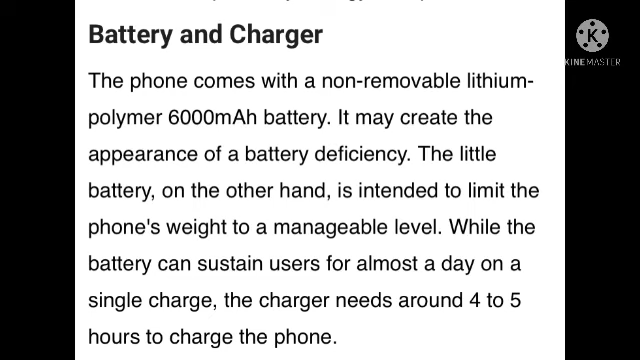 Battery and Charger
The phone comes with a non-removable lithium-
polymer 6000mAh battery. It may create the
appearance of a battery deficiency. The little
battery, on the other hand, is intended to limit the
phone's weight to a manageable level. While the
battery can sustain users for almost a day on a
single charge, the charger needs around 4 to 5
hours to charge the phone.
K
KINEMASTER